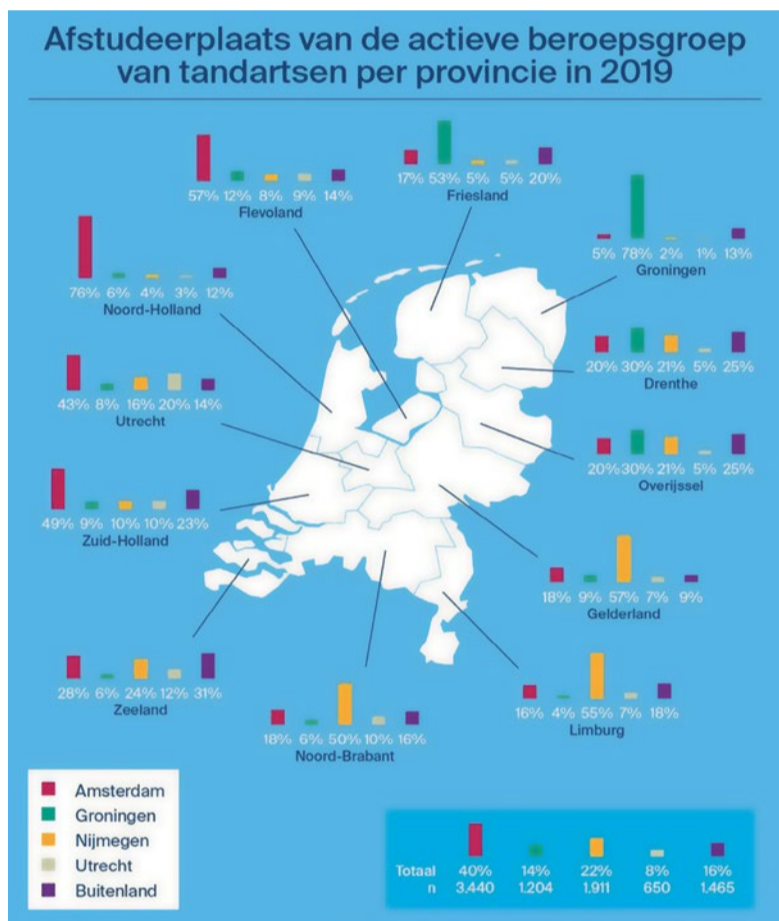 Afstudeerplaats van de actieve beroepsgroep
van tandartsen per provincie in 2019
57% 12% 8% 9% 14%
Flevoland
17% 53% 5% 5% 20%
Friesland
5% 78% 2% 1% 13%
Groningen
76% 6% 4% 3% 12%
Noord-Holland
20% 30% 21% 5% 25%
Drenthe
43% 8% 16% 20% 14%
Utrecht
20% 30% 21% 5% 25%
Overijssel
49% 9% 10% 10% 23%
Zuid-Holland
18% 9% 57% 7% 9%
Gelderland
28% 6% 24% 12% 31%
Zeeland
16% 4% 55% 7% 18%
Limburg
18% 6% 50% 10% 16%
Noord-Brabant
Amsterdam
Groningen
Nijmegen
Utrecht
Buitenland
Totaal 40% 14% 22% 8% 16%
n 3.440 1.204 1.911 650 1.465